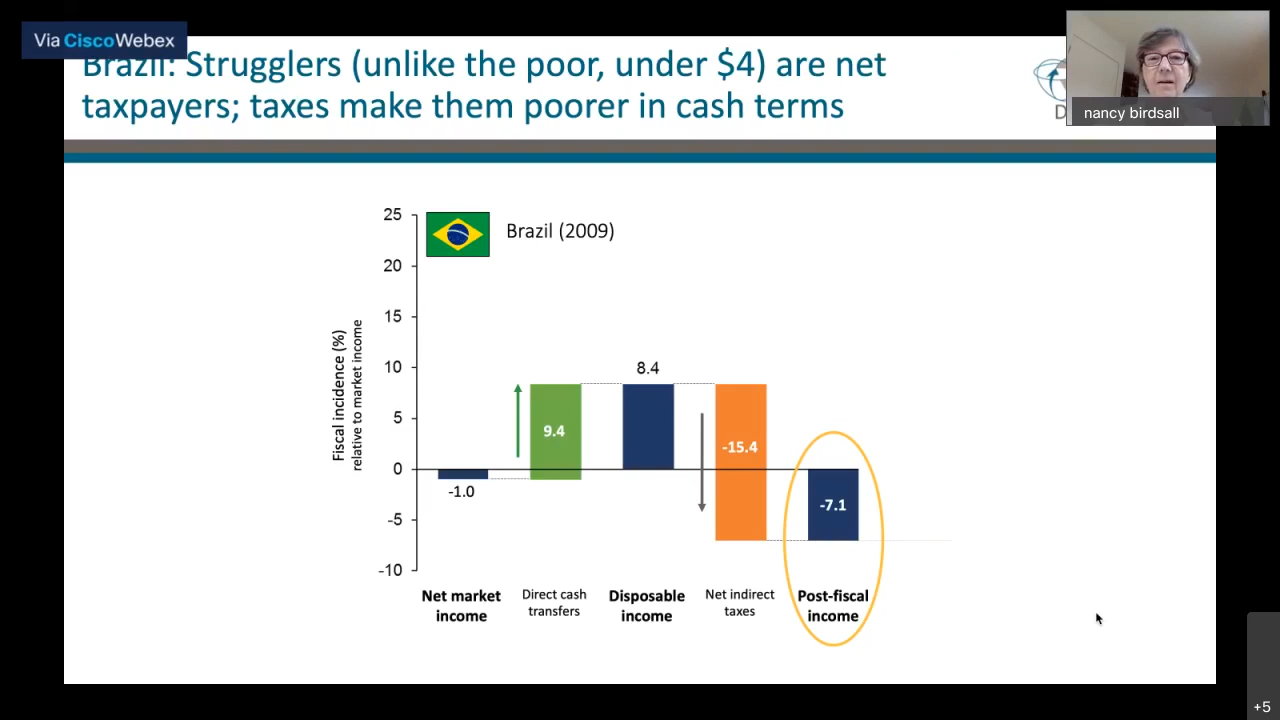 Via CiscoWebex
Brazil: Strugglers (unlike the poor, under $4) are net
taxpayers; taxes make them poorer in cash terms
D
nancy birdsall
Brazil (2009)
Fiscal incidence (%)
relative to market income
25
20
15
10
5
0
-5
-10
-1.0
9.4
8.4
-15.4
-7.1
Net market
income
Direct cash
transfers
Disposable
income
Net indirect
taxes
Post-fiscal
income
+5